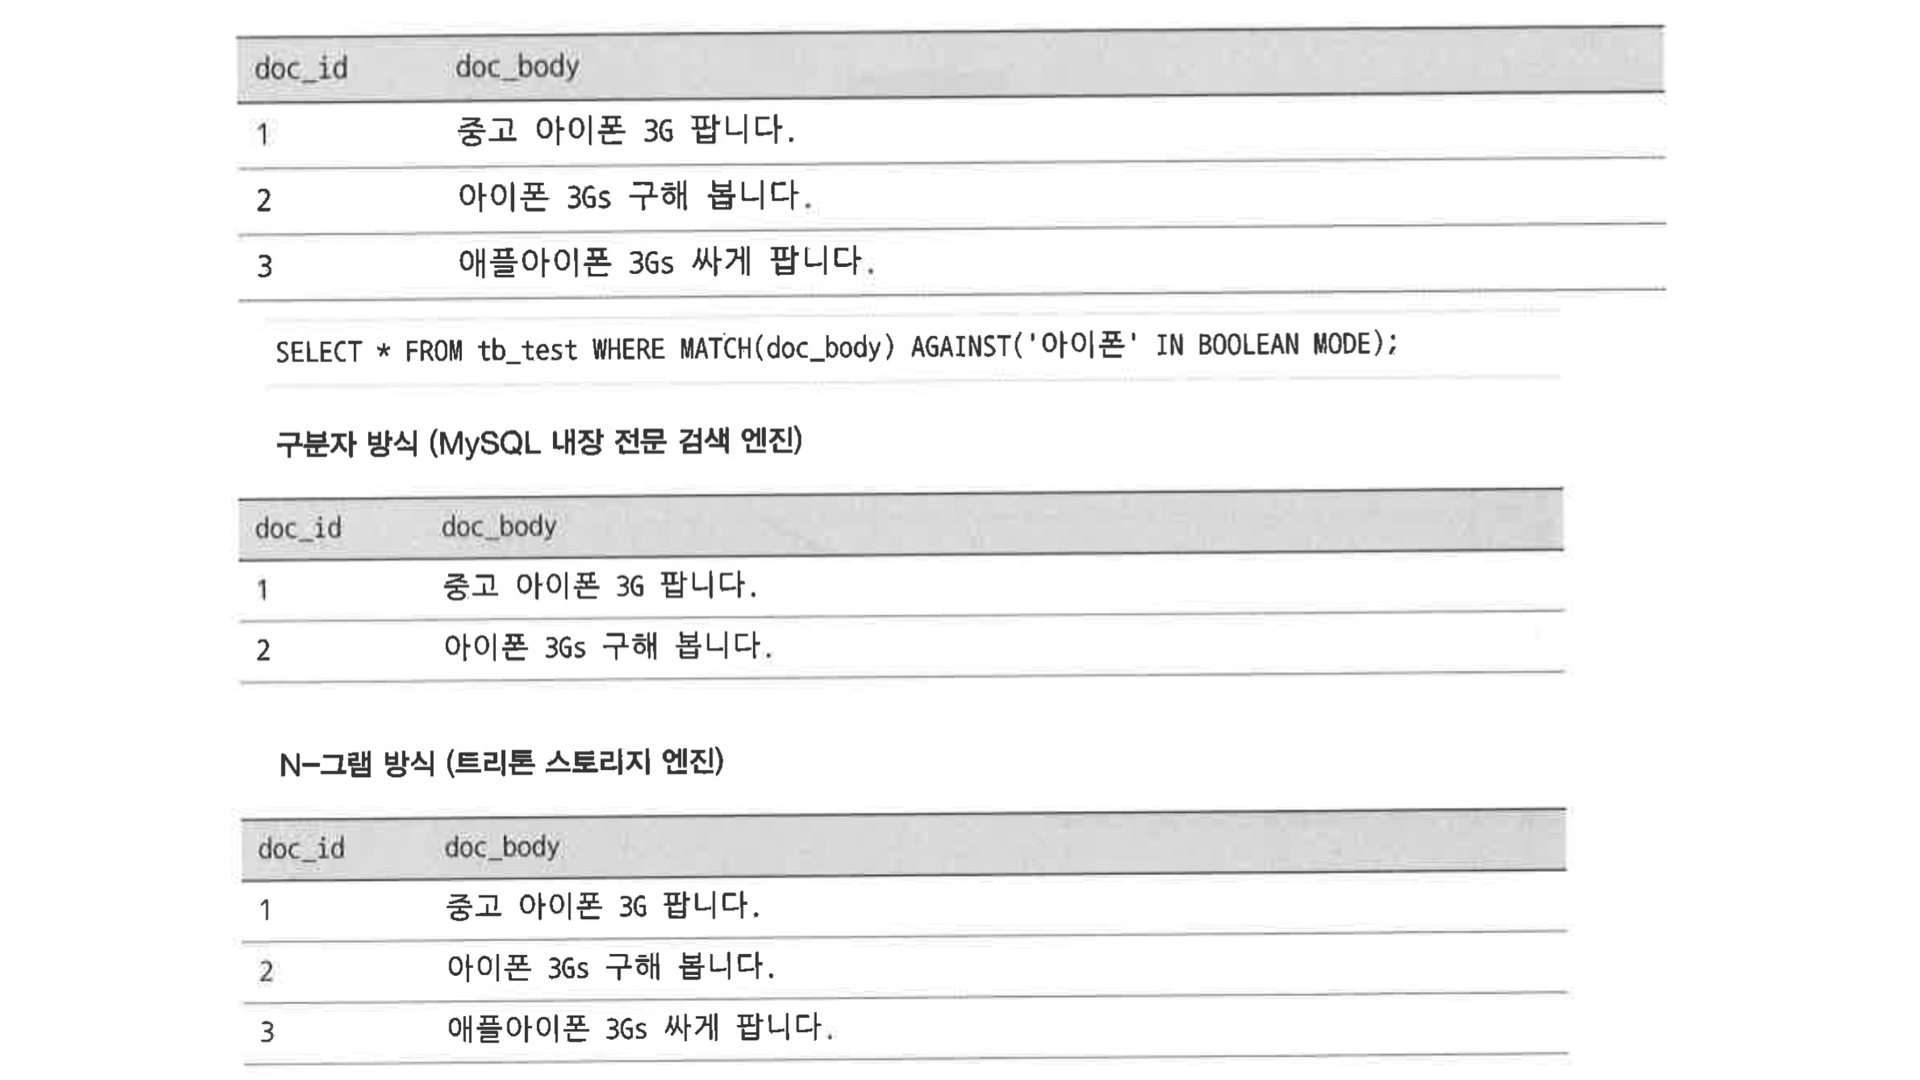 doc_id doc_body
1 중고 아이폰 3G 팝니다.
2 아이폰 3Gs 구해 봅니다.
3 애플아이폰 3Gs 싸게 팝니다.
SELECT * FROM tb_test WHERE MATCH(doc_body) AGAINST('아이폰' IN BOOLEAN MODE);
구분자 방식 (MySQL 내장 전문 검색 엔진)
doc_id doc_body
1 중고 아이폰 3G 팝니다.
2 아이폰 3Gs 구해 봅니다.
N-그램 방식 (트리톤 스토리지 엔진)
doc_id doc_body
1 중고 아이폰 3G 팝니다.
2 아이폰 3Gs 구해 봅니다.
3 애플아이폰 3Gs 싸게 팝니다.